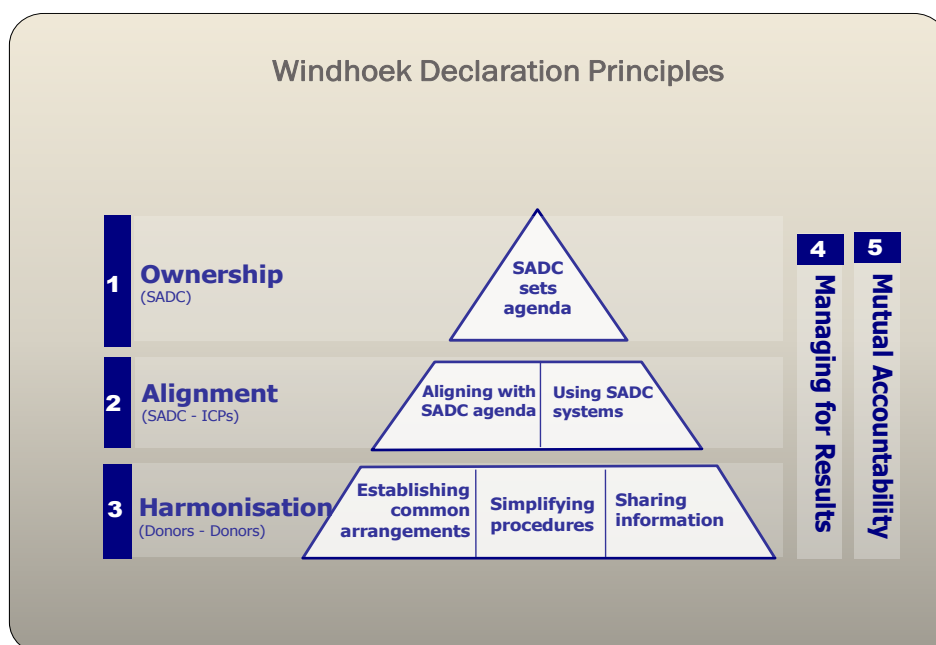 Windhoek Declaration Principles
1
Ownership
(SADC)
SADC
sets
agenda
2
Alignment
(SADC - ICPs)
Aligning with
SADC agenda
Using SADC
systems
3
Harmonisation
(Donors - Donors)
Establishing
common
arrangements
Simplifying
procedures
Sharing
information
4
Managing for Results
5
Mutual Accountability